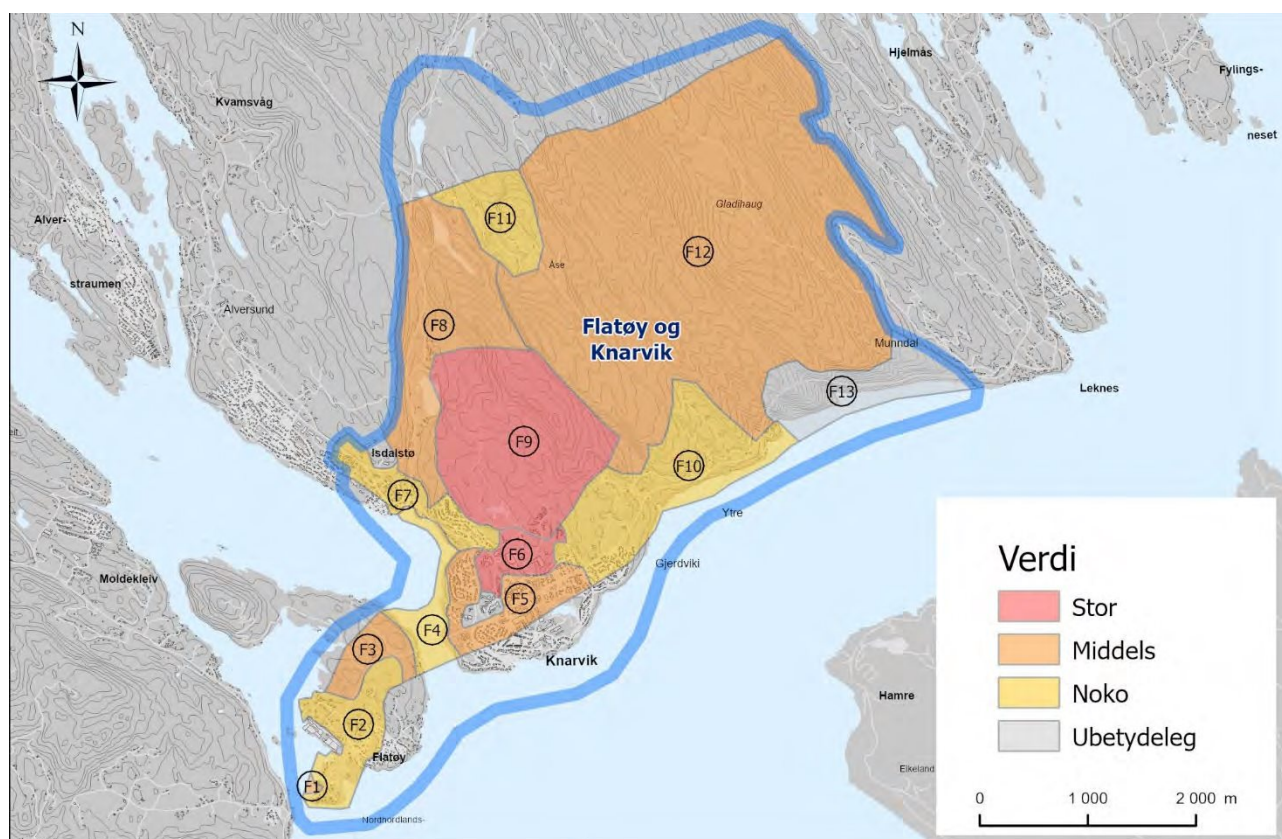 N
Hjelmås
Fylings-
neset
Kvamsvåg
F11
Gladihaug
Alver-
straumen
F12
Åse
Alversund
F8
Flatøy og
Knarvik
Munndal
F13
Leknes
F9
Isdalstø
F10
F7
Ytre
Gjerdviki
F6
Moldekleiv
F5
F4
F3
Knarvik
Hamre
F2
Flatøy
F1
Eikeland
Nordnordlands-
Verdi
Stor
Middels
Noko
Ubetydeleg
0 1 000 2 000 m